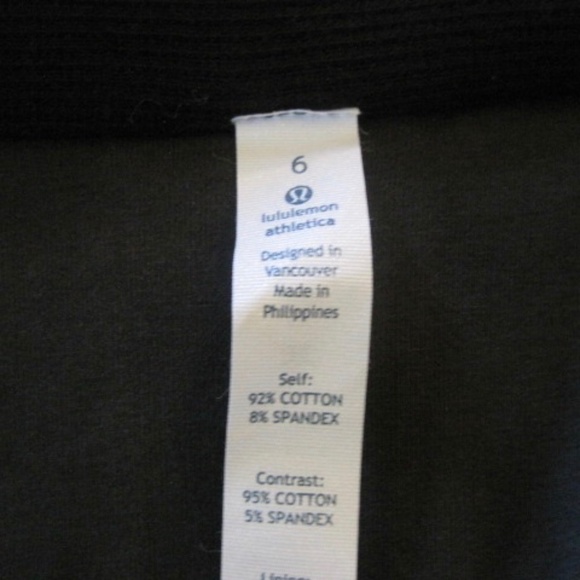 6
lululemon
athletica
Designed in
Vancouver
Made in
Philippines
Self:
92% COTTON
8% SPANDEX
Contrast:
95% COTTON
5% SPANDEX